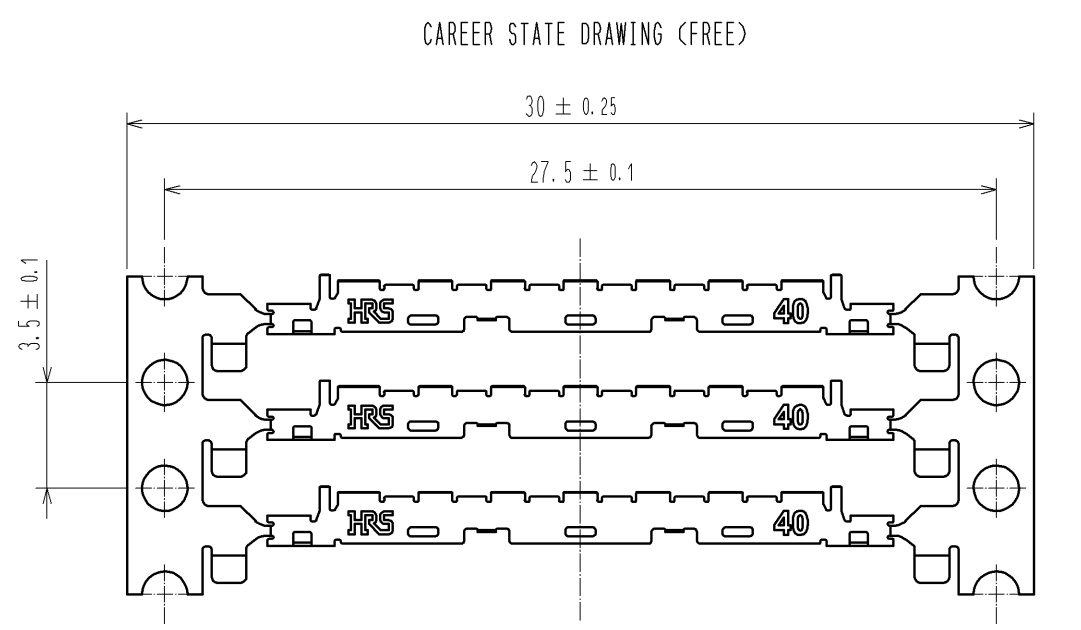 CAREER STATE DRAWING (FREE)
30 ± 0.25
27.5 ± 0.1
3.5 ± 0.1
HRS 40
HRS 40
HRS 40